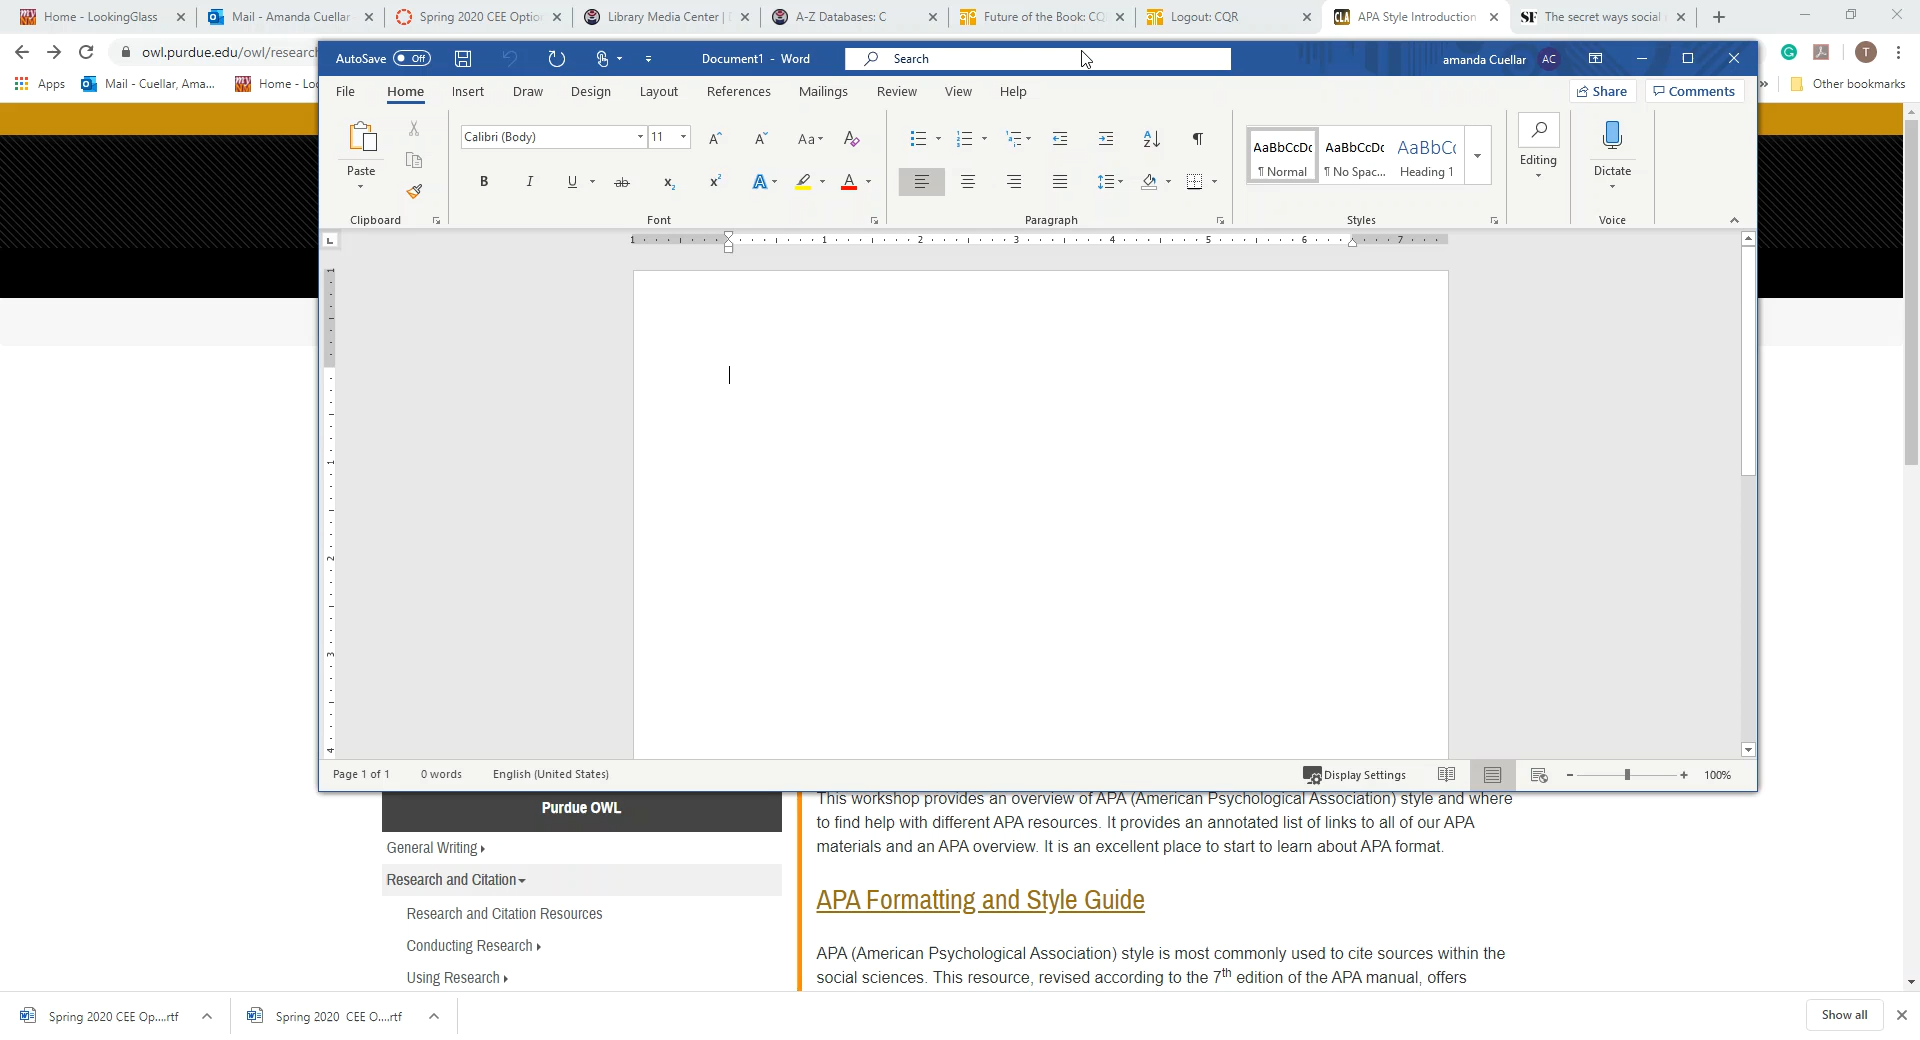 Home - LookingGlass
Mail - Amanda Cuellar
Spring 2020 CEE Optio
Library Media Center |
A-Z Databases: C
Future of the Book: CQ
Logout: CQR
APA Style Introduction
The secret ways social
owl.purdue.edu/owl/research
T
Apps
Mail - Cuellar, Ama...
Home - Loo
Other bookmarks
AutoSave Off
Document1 - Word
Search
amanda Cuellar AC
File
Home
Insert
Draw
Design
Layout
References
Mailings
Review
View
Help
Share
Comments
Paste
Clipboard
Calibri (Body)
11
Font
Paragraph
AaBbCcDc AaBbCcDc AaBbCc
¶ Normal ¶ No Spac... Heading 1
Styles
Editing
Dictate
Voice
1 1 2 3 4 5 6 7
Page 1 of 1
0 words
English (United States)
Display Settings
100%
Purdue OWL
General Writing
Research and Citation
Research and Citation Resources
Conducting Research
Using Research
This workshop provides an overview of APA (American Psychological Association) style and where
to find help with different APA resources. It provides an annotated list of links to all of our APA
materials and an APA overview. It is an excellent place to start to learn about APA format.
APA Formatting and Style Guide
APA (American Psychological Association) style is most commonly used to cite sources within the
social sciences. This resource, revised according to the 7th edition of the APA manual, offers
Spring 2020 CEE Op....rtf
Spring 2020 CEE O....rtf
Show all